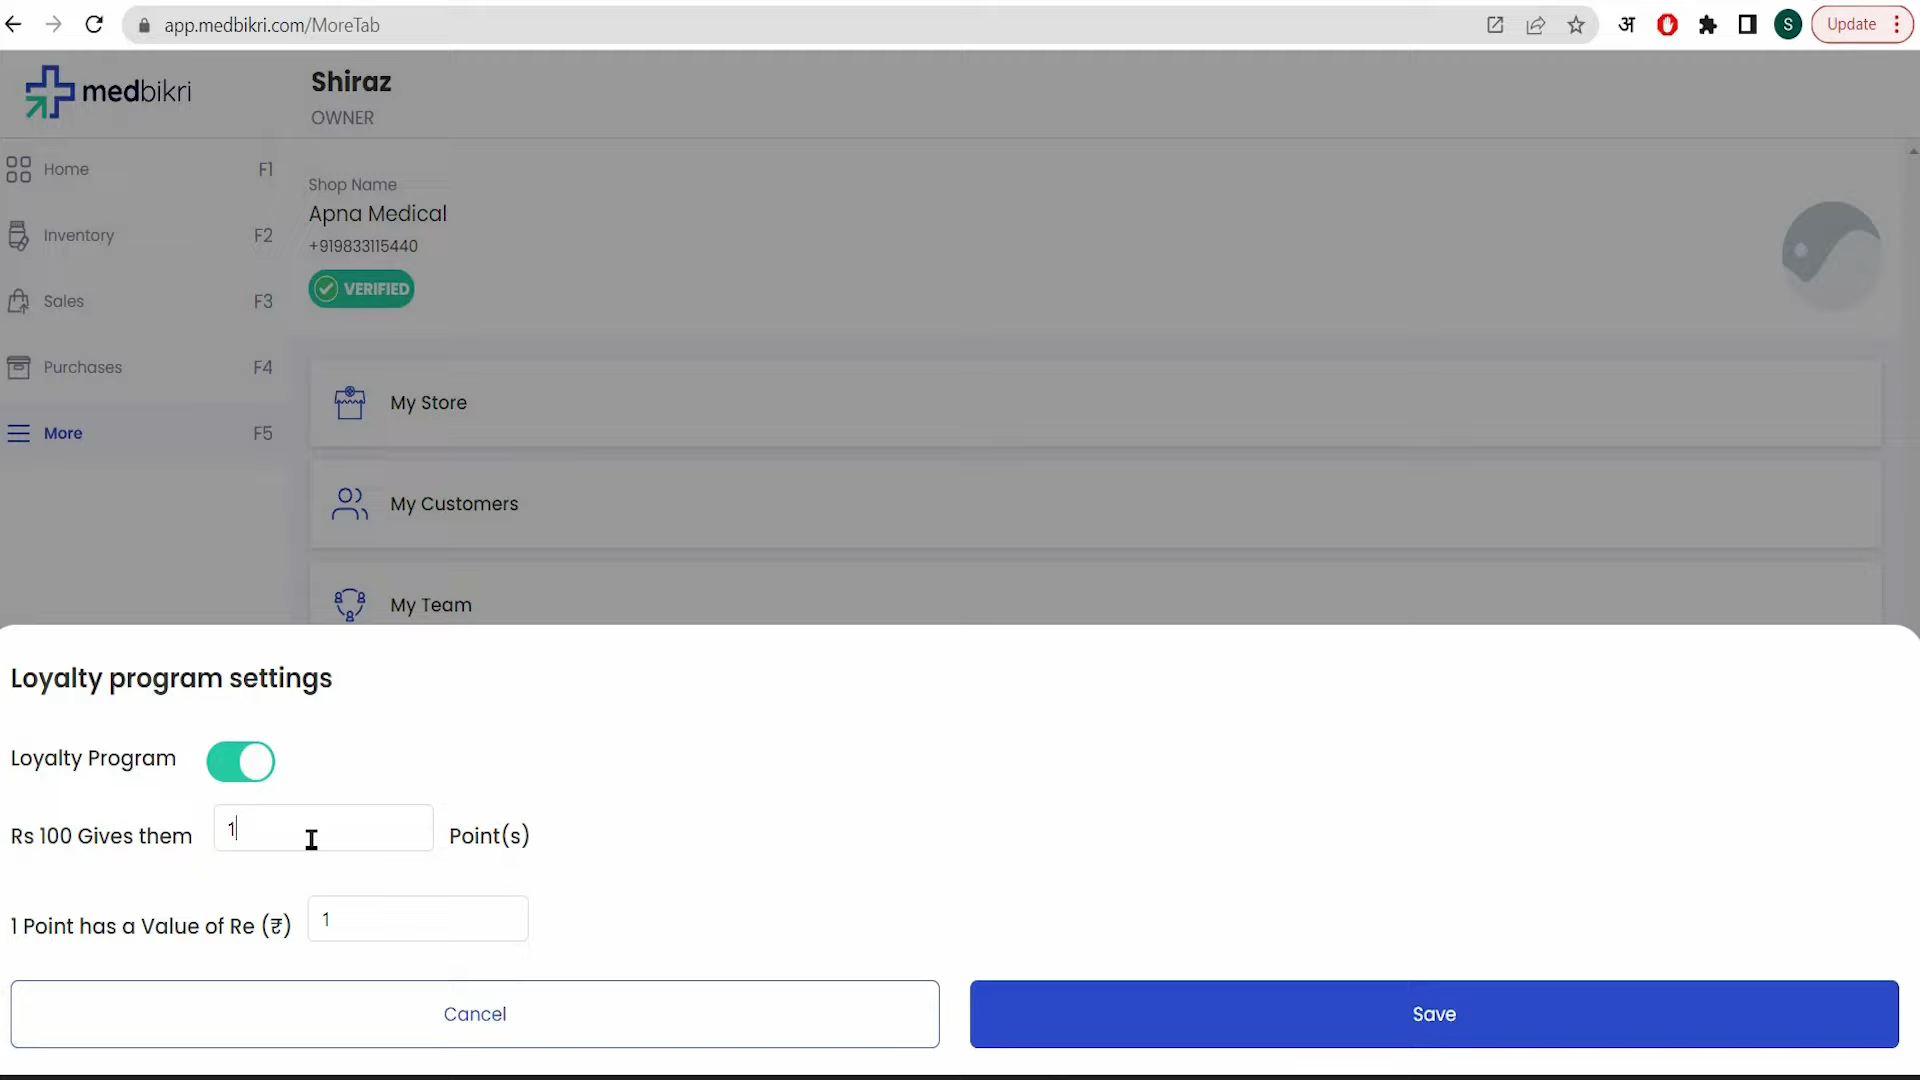 app.medbikri.com/MoreTab
अ
S
Update
medbikri
Shiraz
OWNER
Home F1
Inventory F2
Sales F3
Purchases F4
More F5
Shop Name
Apna Medical
+919833115440
VERIFIED
My Store
My Customers
My Team
Loyalty program settings
Loyalty Program
Rs 100 Gives them 1 Point(s)
1 Point has a Value of Re (₹) 1
Cancel
Save